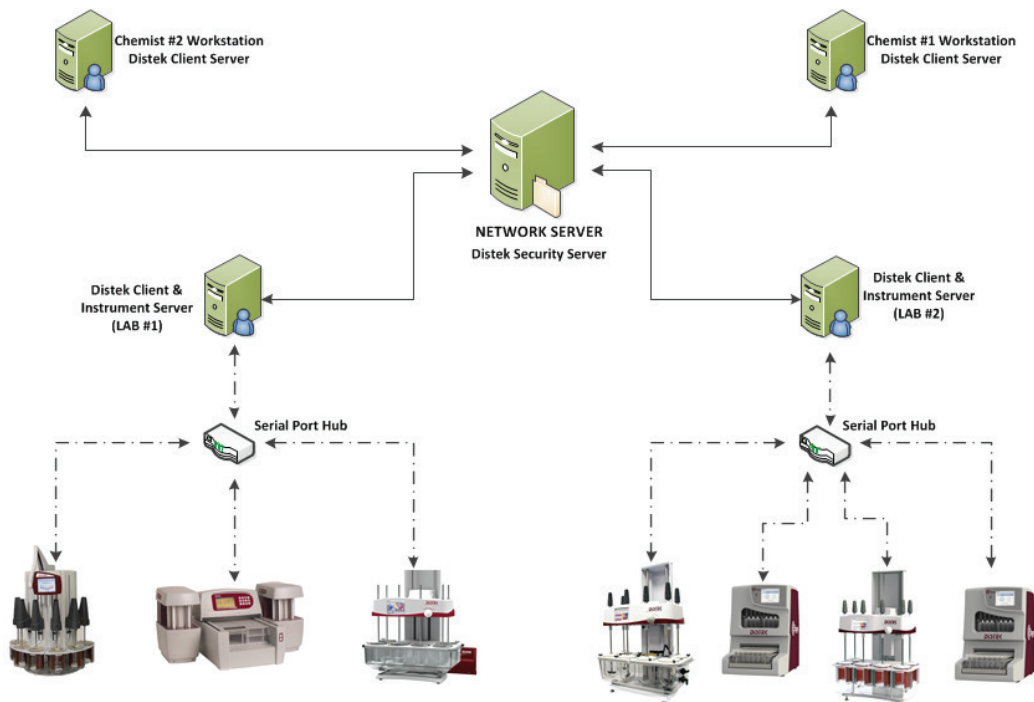 Chemist #2 Workstation
Distek Client Server
Chemist #1 Workstation
Distek Client Server
NETWORK SERVER
Distek Security Server
Distek Client &
Instrument Server
(LAB #1)
Distek Client &
Instrument Server
(LAB #2)
Serial Port Hub
Serial Port Hub